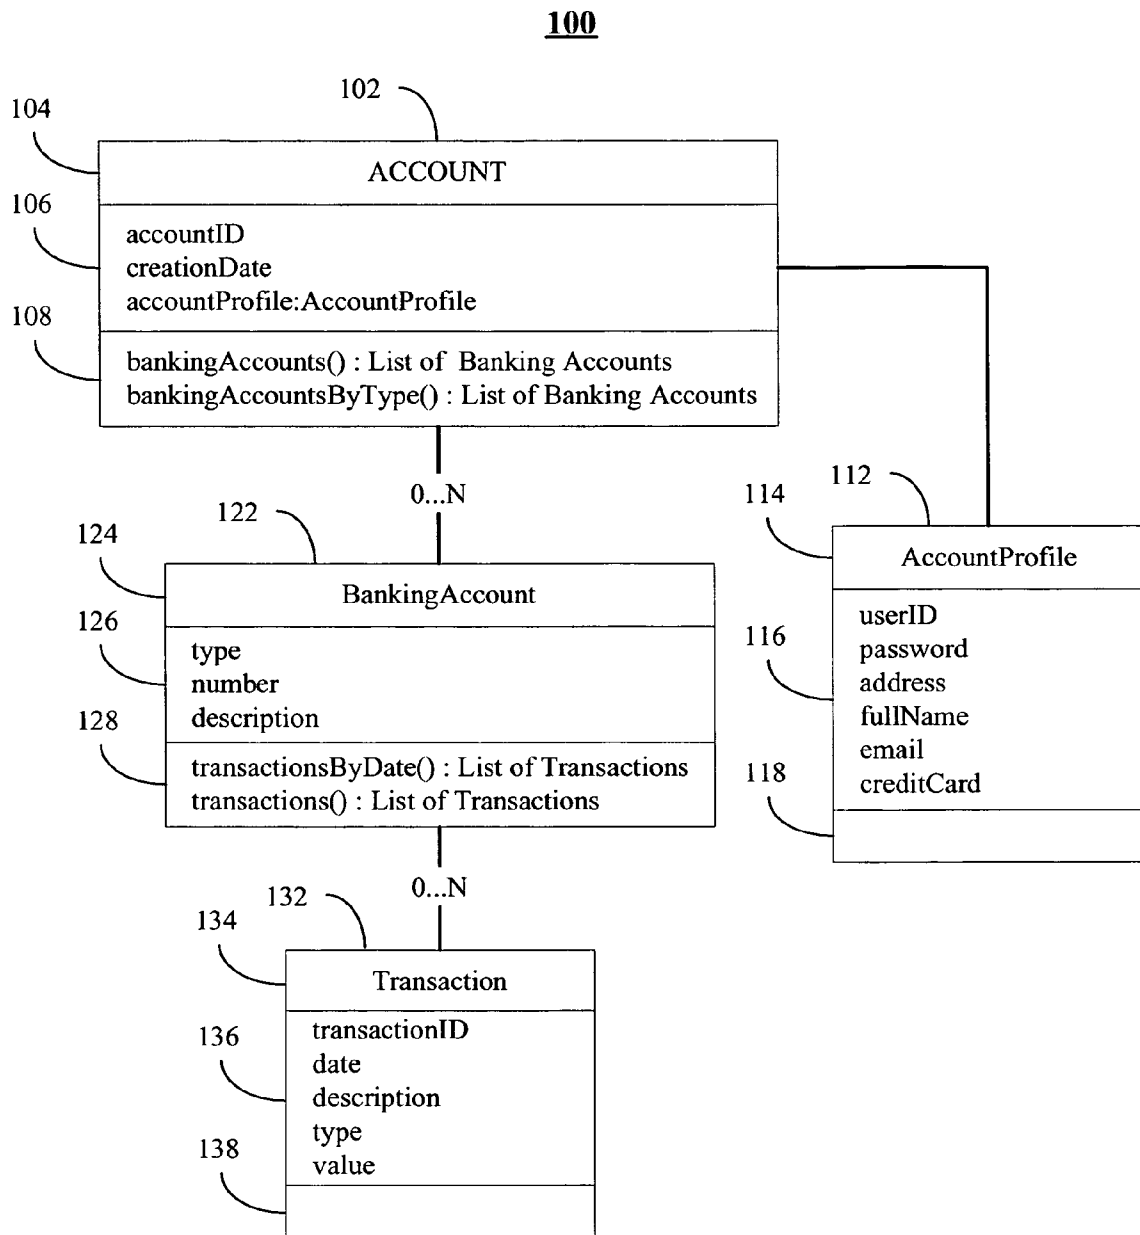 100
102
104
ACCOUNT
106
accountID
creationDate
accountProfile:AccountProfile
108
bankingAccounts() : List of Banking Accounts
bankingAccountsByType() : List of Banking Accounts
0...N
112
114
AccountProfile
userID
116
password
address
fullName
email
118
creditCard
122
124
BankingAccount
126
type
number
description
128
transactionsByDate() : List of Transactions
transactions() : List of Transactions
0...N
132
134
Transaction
transactionID
136
date
description
type
138
value